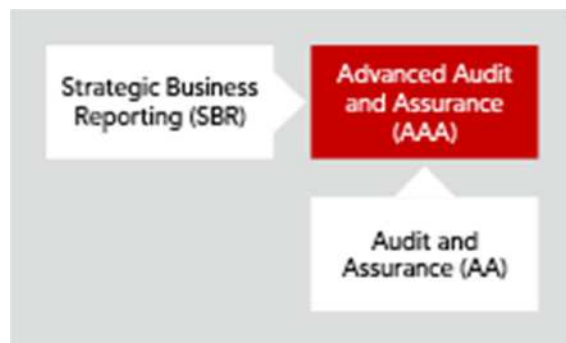 Strategic Business
Reporting (SBR)
Advanced Audit
and Assurance
(AAA)
Audit and
Assurance (AA)